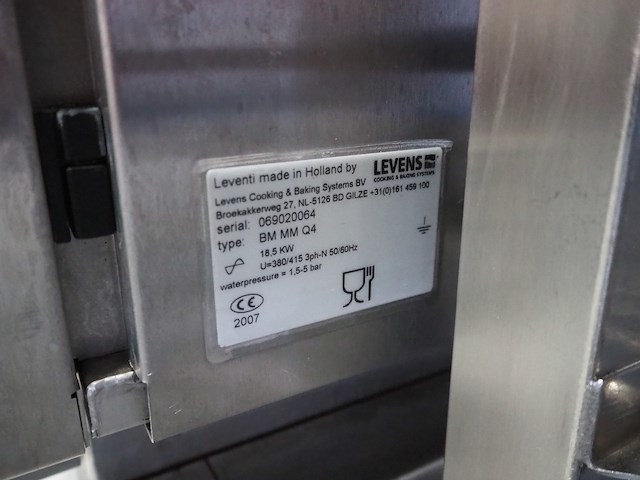 Leventi made in Holland by
LEVENS
COOKING & BAKING SYSTEMS
Levens Cooking & Baking Systems BV
Broekakkerweg 27, NL-5126 BD GILZE +31(0)161 459 100
serial: 069020064
type: BM MM Q4
18,5 KW
U=380/415 3ph-N 50/60Hz
waterpressure = 1,5-5 bar
CE
2007